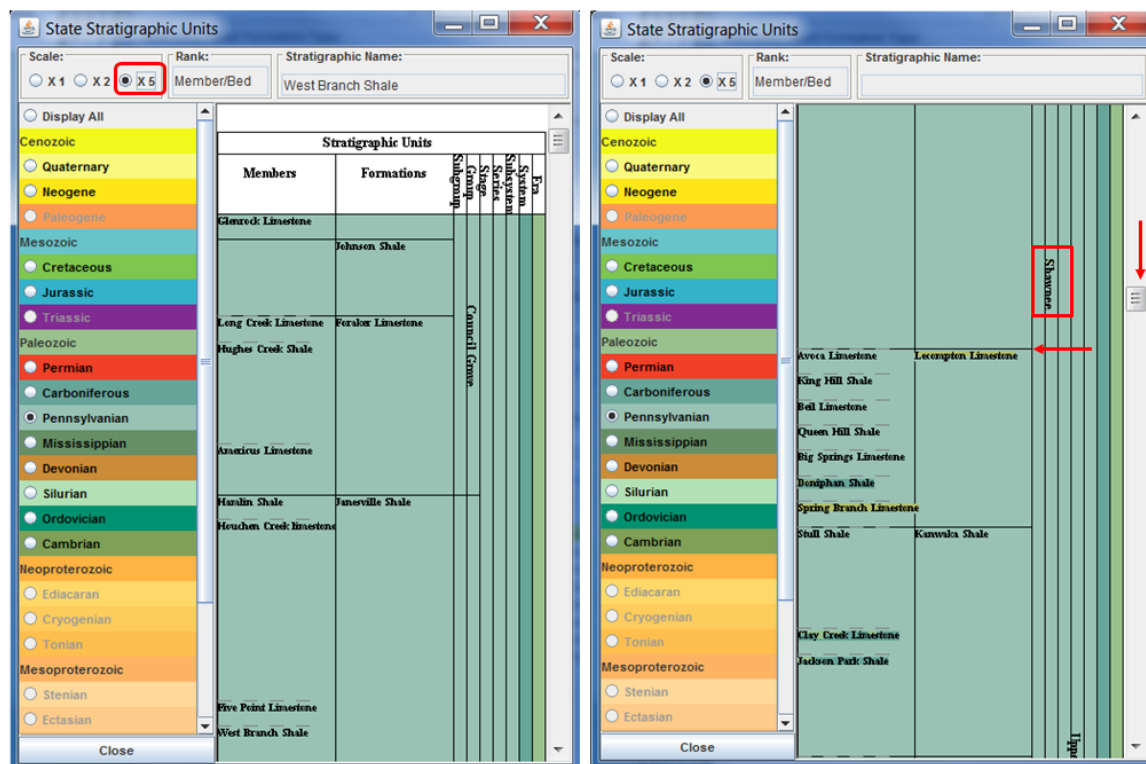 State Stratigraphic Units
Scale:
X 1 X 2 X 5
Rank:
Member/Bed
Stratigraphic Name:
West Branch Shale
Display All
Cenozoic
Quaternary
Neogene
Paleogene
Mesozoic
Cretaceous
Jurassic
Triassic
Paleozoic
Permian
Carboniferous
Pennsylvanian
Mississippian
Devonian
Silurian
Ordovician
Cambrian
Neoproterozoic
Ediacaran
Cryogenian
Tonian
Mesoproterozoic
Stenian
Ectasian
Close
Stratigraphic Units
Members
Formations
Subgroup
Group
Stage
Series
Subsystem
System
Era
Glenrock Limestone
Johnson Shale
Long Creek Limestone Foraker Limestone
Hughes Creek Shale
Americus Limestone
Hamlin Shale Janesville Shale
Houchen Creek limestone
Five Point Limestone
West Branch Shale
Council Grove
State Stratigraphic Units
Scale:
X 1 X 2 X 5
Rank:
Member/Bed
Stratigraphic Name:
Display All
Cenozoic
Quaternary
Neogene
Paleogene
Mesozoic
Cretaceous
Jurassic
Triassic
Paleozoic
Permian
Carboniferous
Pennsylvanian
Mississippian
Devonian
Silurian
Ordovician
Cambrian
Neoproterozoic
Ediacaran
Cryogenian
Tonian
Mesoproterozoic
Stenian
Ectasian
Close
Shawnee
Avoca Limestone Lecompton Limestone
King Hill Shale
Beil Limestone
Queen Hill Shale
Big Springs Limestone
Doniphan Shale
Spring Branch Limestone
Stull Shale Kanwaka Shale
Clay Creek Limestone
Jackson Park Shale